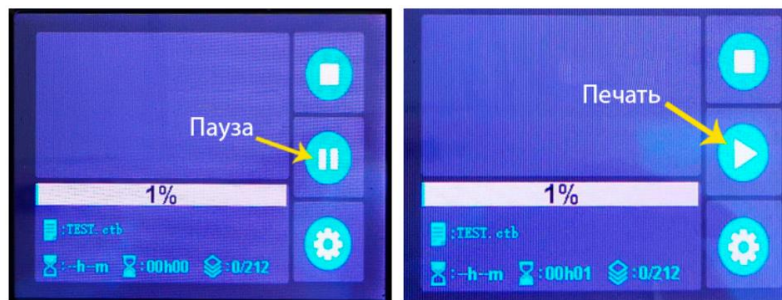 Пауза
1%
:TEST.ctb
:--h--m :00h00 :0/212
Печать
1%
:TEST.ctb
:--h--m :00h01 :0/212